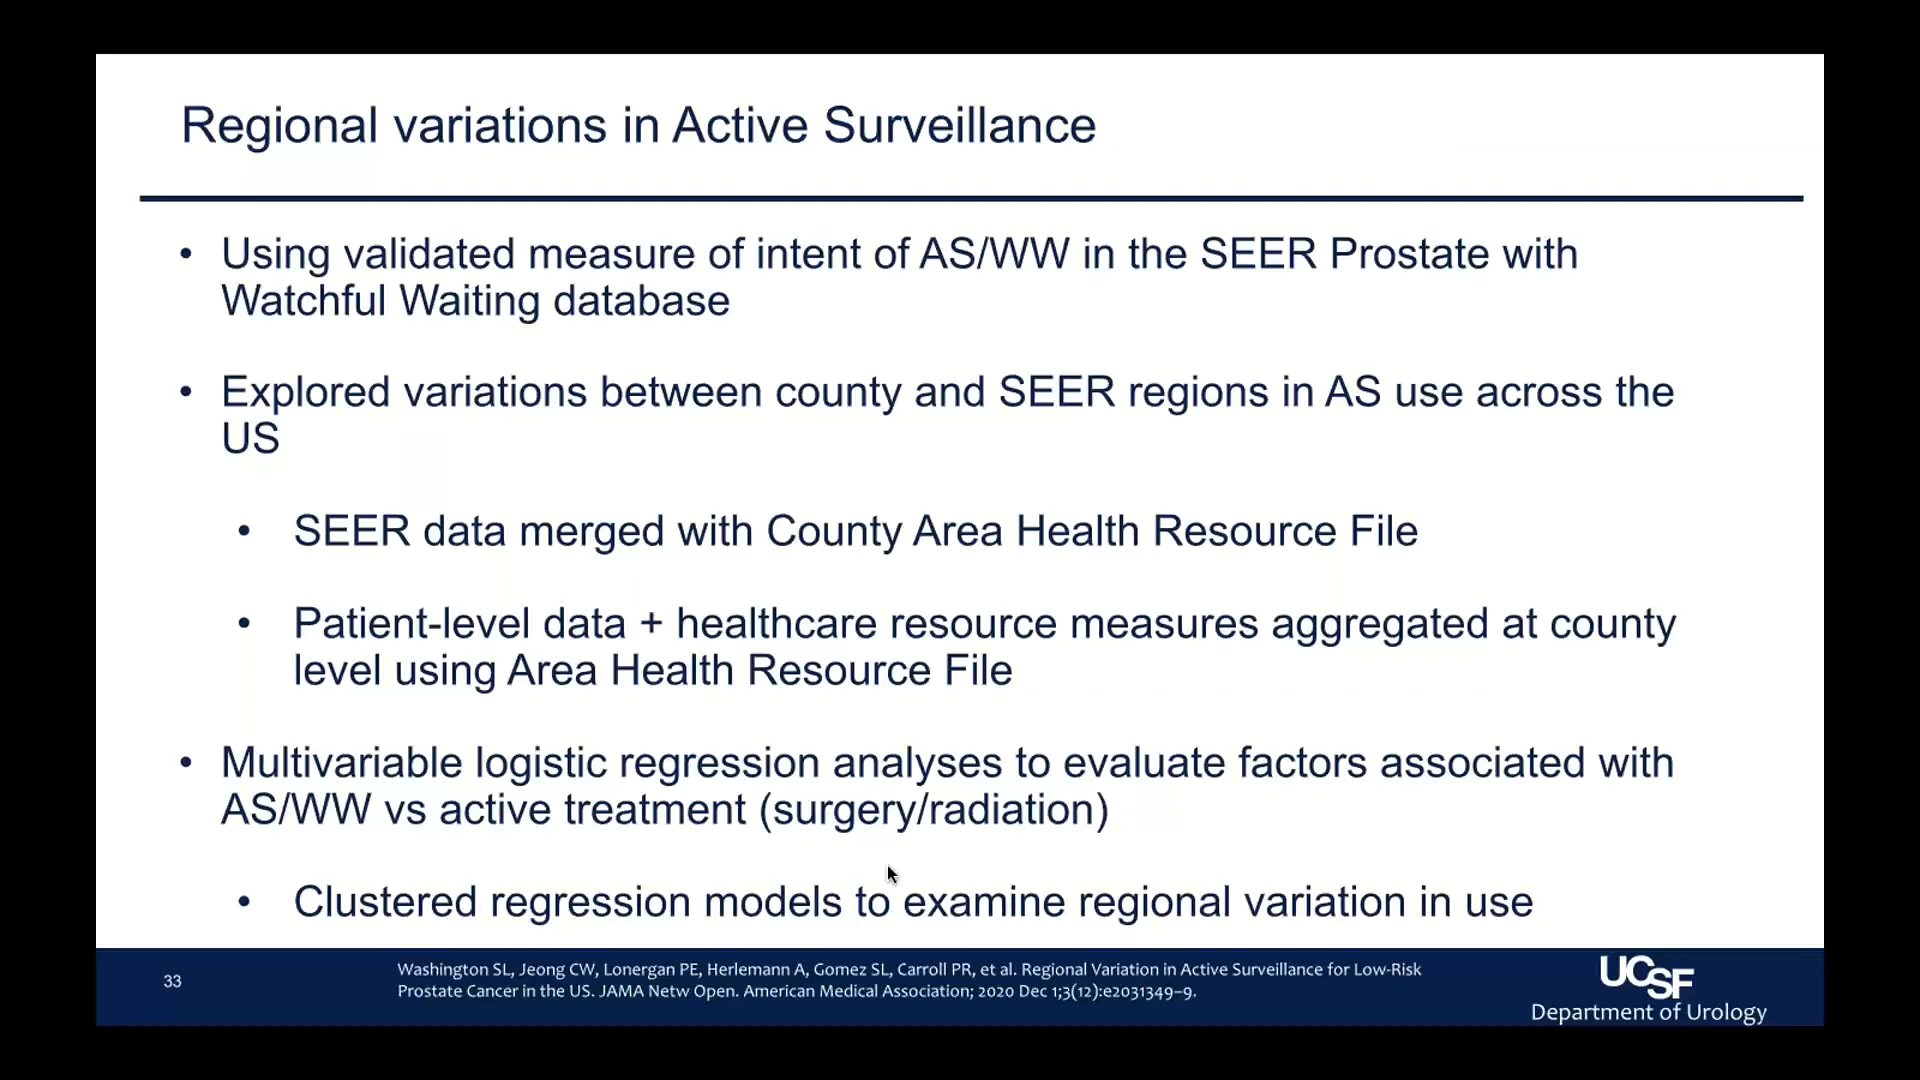 Regional variations in Active Surveillance
• Using validated measure of intent of AS/WW in the SEER Prostate with
Watchful Waiting database
• Explored variations between county and SEER regions in AS use across the
US
• SEER data merged with County Area Health Resource File
• Patient-level data + healthcare resource measures aggregated at county
level using Area Health Resource File
• Multivariable logistic regression analyses to evaluate factors associated with
AS/WW vs active treatment (surgery/radiation)
• Clustered regression models to examine regional variation in use
33
Washington SL, Jeong CW, Lonergan PE, Herlemann A, Gomez SL, Carroll PR, et al. Regional Variation in Active Surveillance for Low-Risk
Prostate Cancer in the US. JAMA Netw Open. American Medical Association; 2020 Dec 1;3(12):e2031349–9.
UCSF
Department of Urology